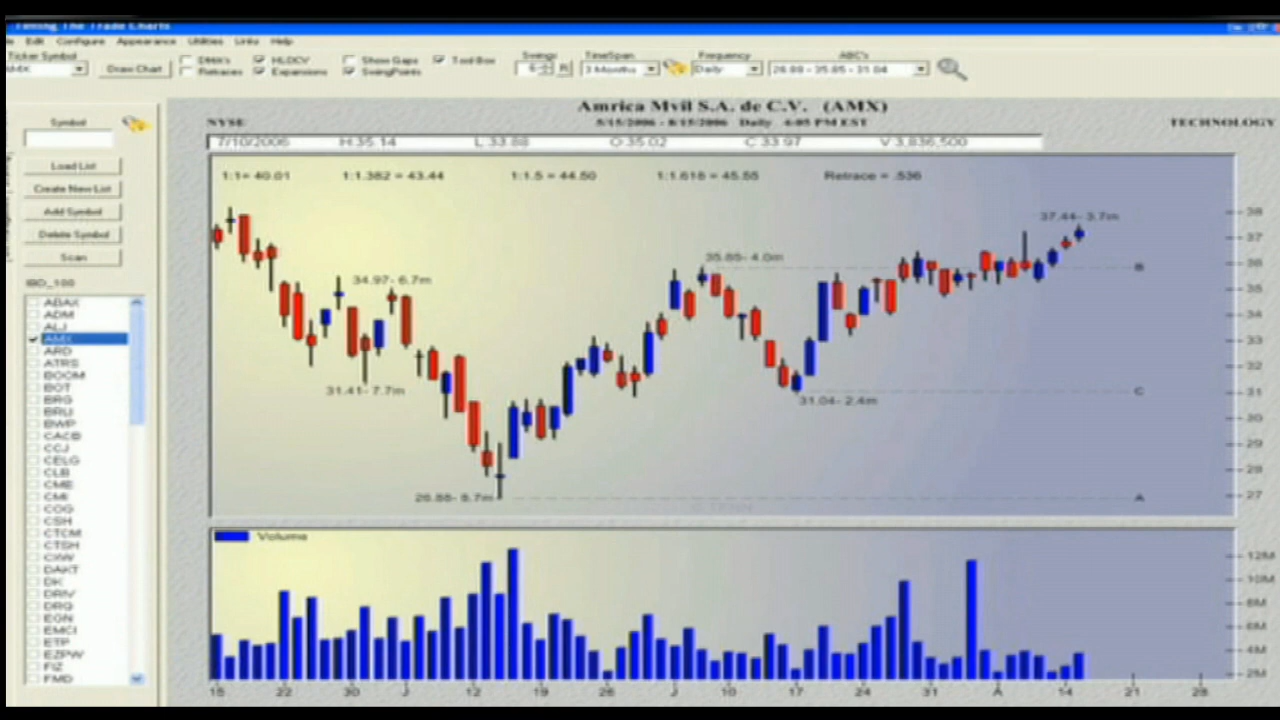 Timing The Trade Charts
Edit Configure Appearance Utilities Links Help
Ticker Symbol
AMX
Draw Chart
DMA's
Retraces
HLOCV
Expansions
Show Gaps
SwingPoints
Tool Box
Swings
6
R
TimeSpan
3 Months
Frequency
Daily
ABC's
26.88 - 35.85 - 31.04
Symbol
Load List
Create New List
Add Symbol
Delete Symbol
Scan
IBD_100
ABAX
ADM
ALJ
AMX
ARD
ATRS
BOOM
BOT
BRG
BRLI
BWP
CACB
CCJ
CELG
CLB
CME
CMI
COG
CSH
CTCM
CTSH
CXW
DAKT
DK
DRIV
DRQ
EGN
EMCI
ETP
EZPW
FIZ
FMD
Amrica Mvil S.A. de C.V. (AMX)
NYSE
5/15/2006 - 8/15/2006 Daily 4:05 PM EST
TECHNOLOGY
7/10/2006 H:35.14 L:33.88 O:35.02 C:33.97 V:3,836,500
1:1= 40.01 1:1.382 = 43.44 1:1.5 = 44.50 1:1.618 = 45.55 Retrace = .536
37.44- 3.7m
35.85- 4.0m
34.97- 6.7m
31.41- 7.7m
31.04- 2.4m
26.88- 8.7m
B
C
A
38
37
36
35
34
33
32
31
30
29
28
27
Volume
12M
10M
8M
6M
4M
2M
15 22 30 J 12 19 26 J 10 17 24 31 A 14 21 28